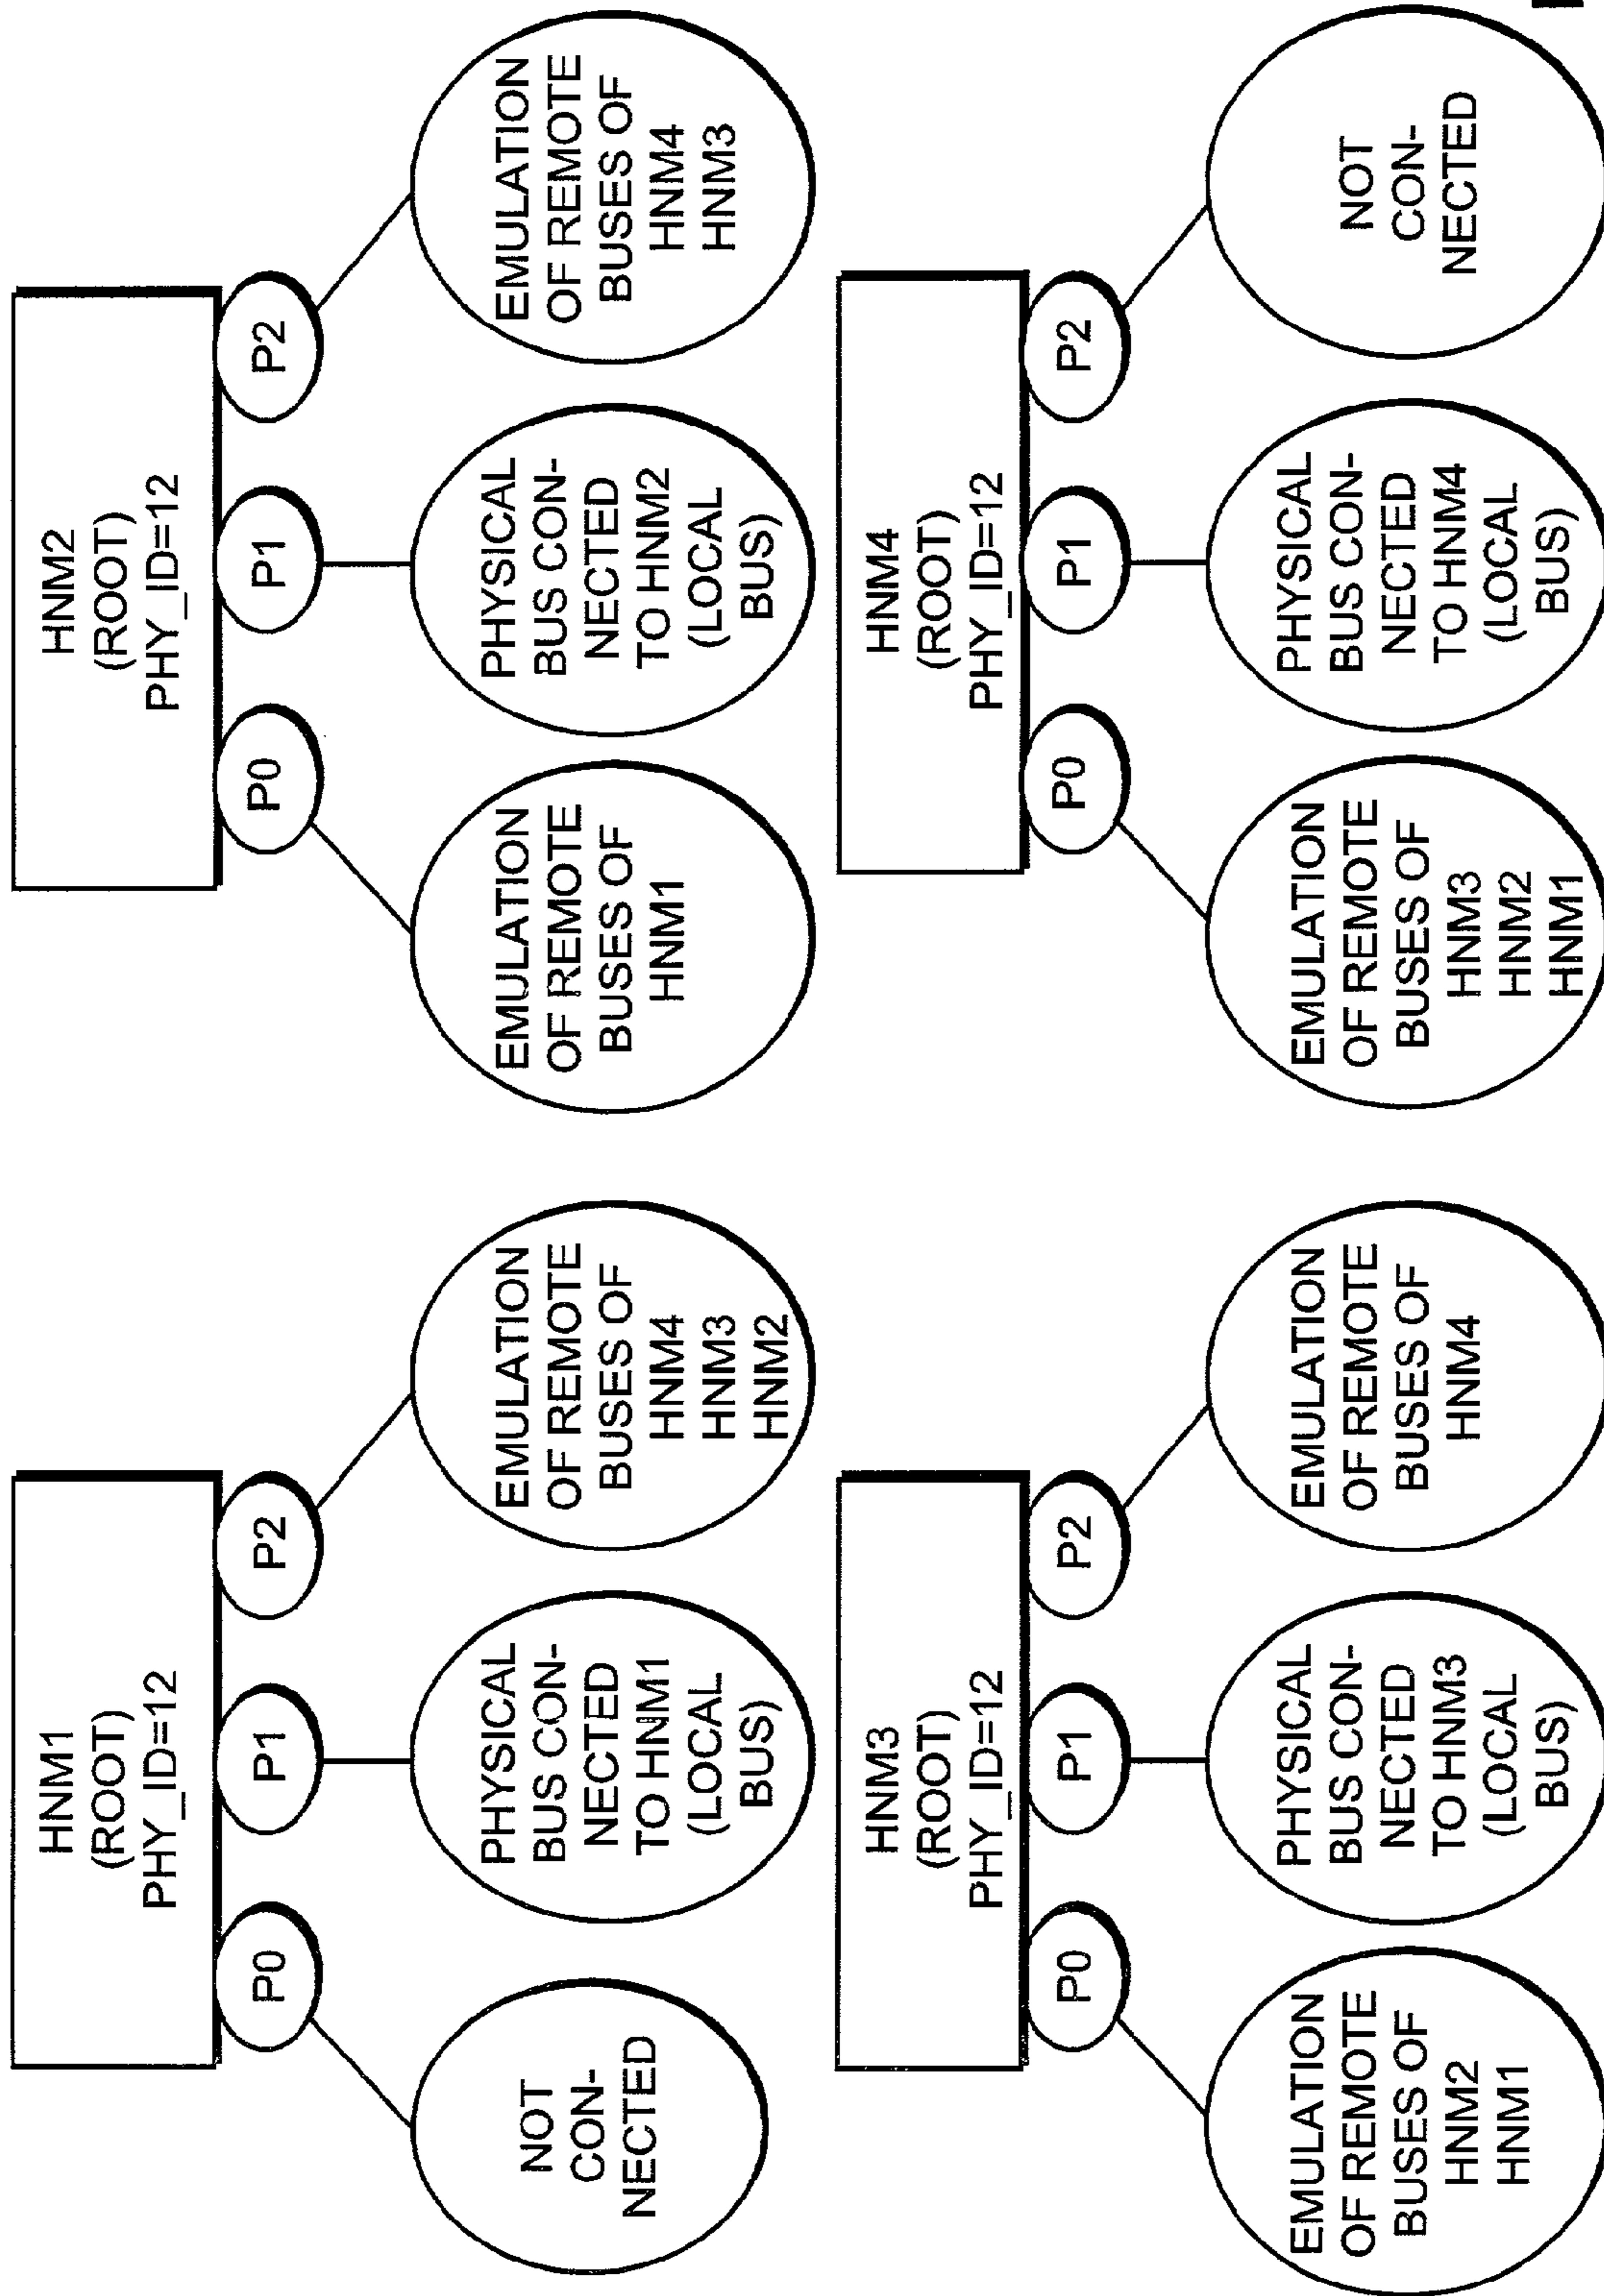 HNM1
(ROOT)
PHY_ID=12
P0
P1
P2
NOT
CON-
NECTED
PHYSICAL
BUS CON-
NECTED
TO HNM1
(LOCAL
BUS)
EMULATION
OF REMOTE
BUSES OF
HNM4
HNM3
HNM2
HNM2
(ROOT)
PHY_ID=12
P0
P1
P2
EMULATION
OF REMOTE
BUSES OF
HNM1
PHYSICAL
BUS CON-
NECTED
TO HNM2
(LOCAL
BUS)
EMULATION
OF REMOTE
BUSES OF
HNM4
HNM3
HNM3
(ROOT)
PHY_ID=12
P0
P1
P2
EMULATION
OF REMOTE
BUSES OF
HNM2
HNM1
PHYSICAL
BUS CON-
NECTED
TO HNM3
(LOCAL
BUS)
EMULATION
OF REMOTE
BUSES OF
HNM4
HNM4
(ROOT)
PHY_ID=12
P0
P1
P2
EMULATION
OF REMOTE
BUSES OF
HNM3
HNM2
HNM1
PHYSICAL
BUS CON-
NECTED
TO HNM4
(LOCAL
BUS)
NOT
CON-
NECTED